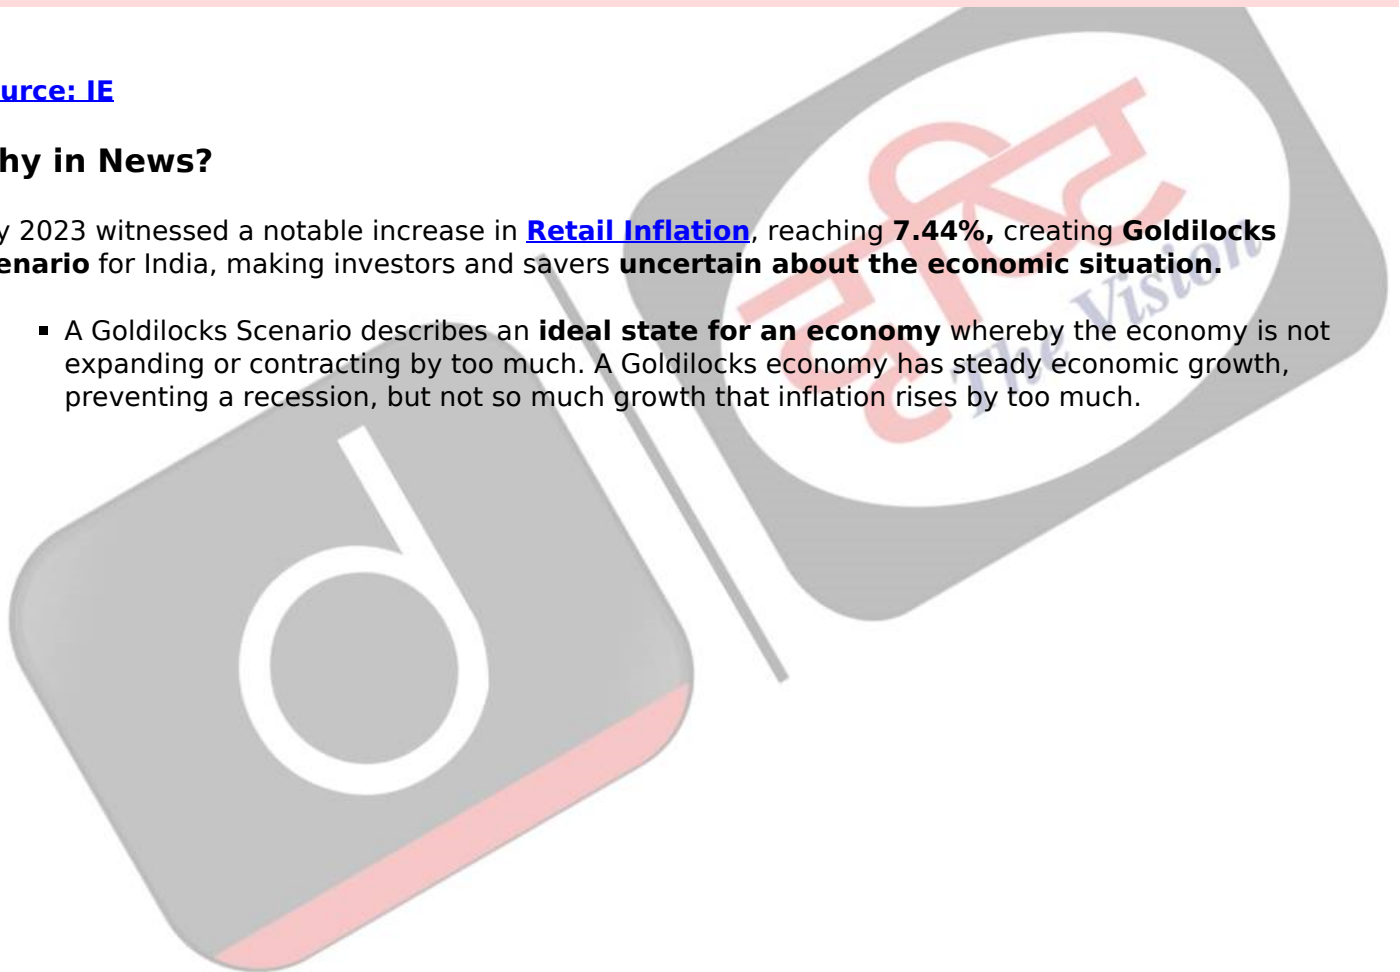 urce: IE
hy in News?
y 2023 witnessed a notable increase in Retail Inflation, reaching 7.44%, creating Goldilocks
enario for India, making investors and savers uncertain about the economic situation.
▪ A Goldilocks Scenario describes an ideal state for an economy whereby the economy is not
expanding or contracting by too much. A Goldilocks economy has steady economic growth,
preventing a recession, but not so much growth that inflation rises by too much.
दृष्टि
The Vision
d